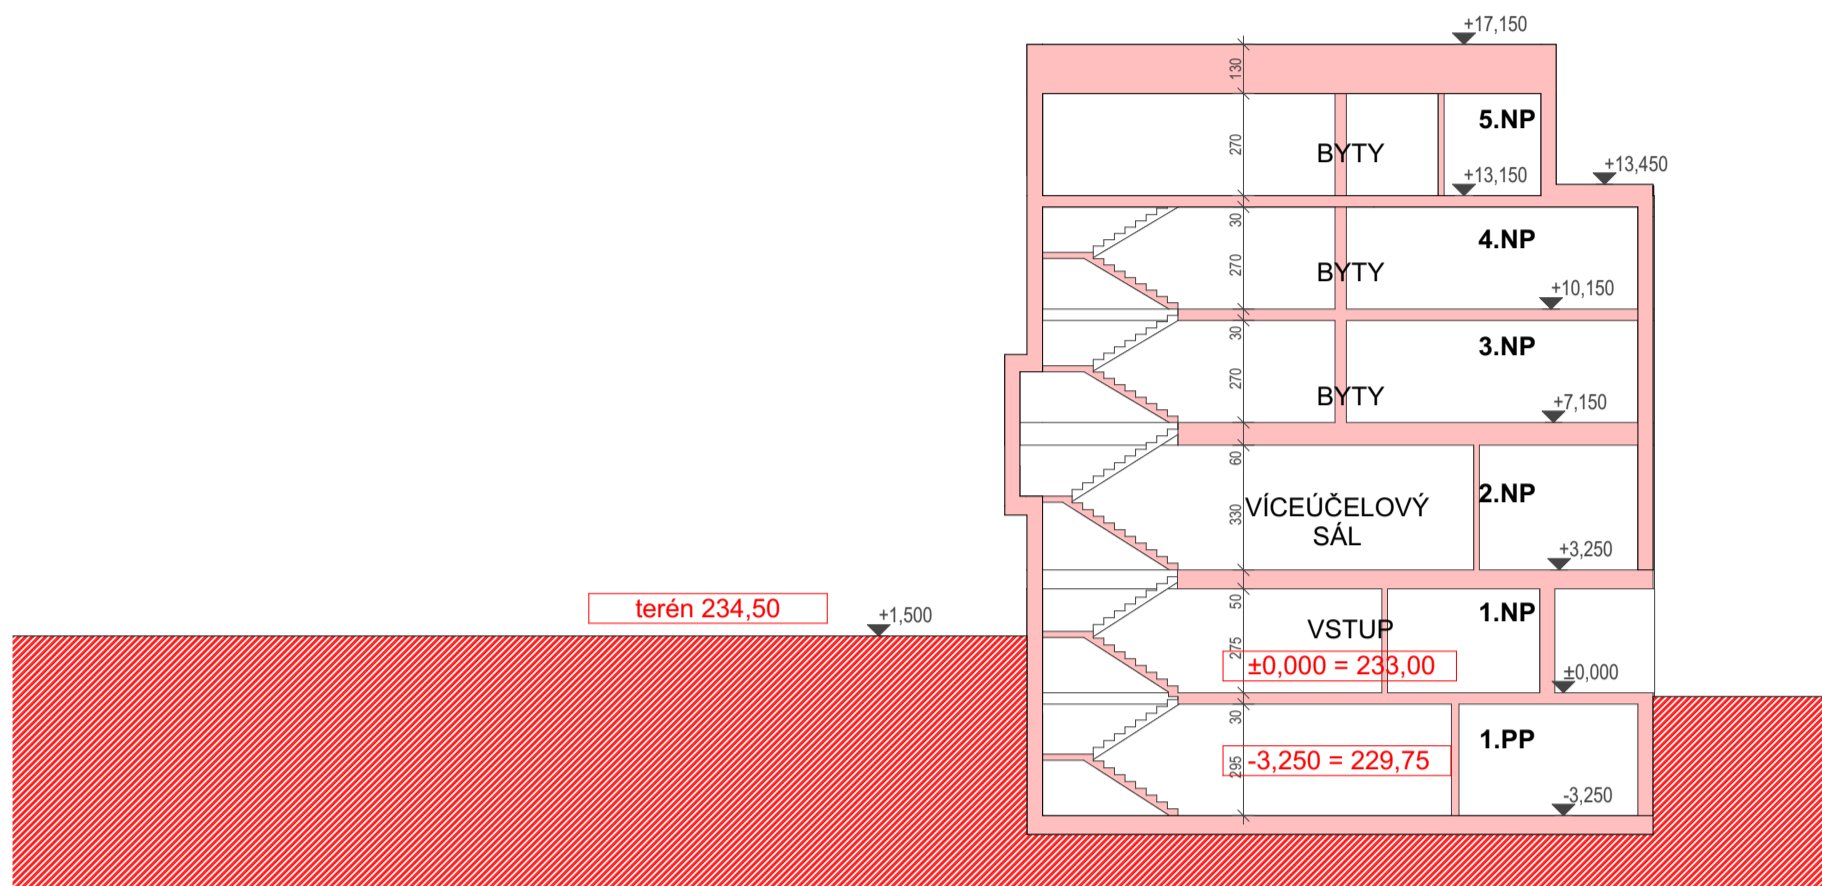 +17,150
130
5.NP
270
BYTY
+13,450
+13,150
30
4.NP
270
BYTY
+10,150
30
3.NP
270
BYTY
+7,150
60
2.NP
330
VÍCEÚČELOVÝ
SÁL
+3,250
terén 234,50
+1,500
50
1.NP
VSTUP
275
±0,000 = 233,00
±0,000
30
1.PP
295
-3,250 = 229,75
-3,250